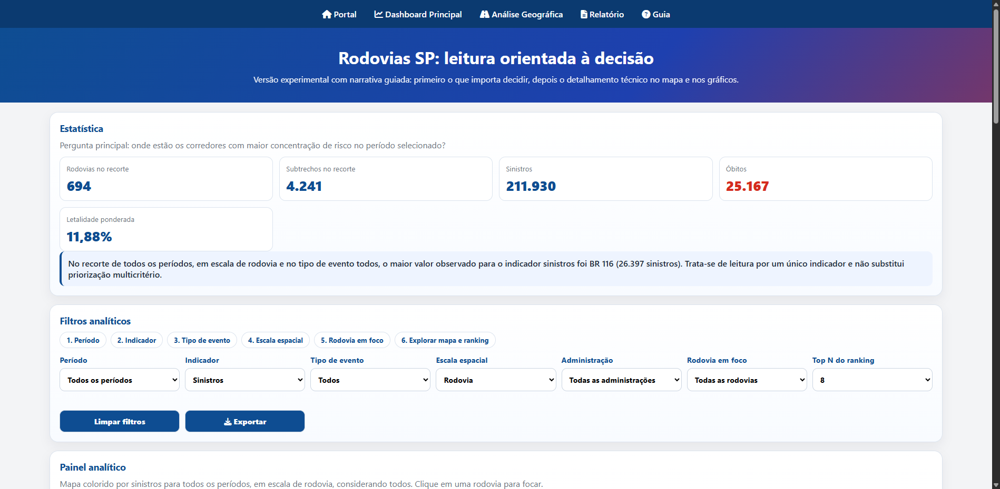 Portal Dashboard Principal Análise Geográfica Relatório Guia
Rodovias SP: leitura orientada à decisão
Versão experimental com narrativa guiada: primeiro o que importa decidir, depois o detalhamento técnico no mapa e nos gráficos.
Estatística
Pergunta principal: onde estão os corredores com maior concentração de risco no período selecionado?
Rodovias no recorte
694
Subtrechos no recorte
4.241
Sinistros
211.930
Óbitos
25.167
Letalidade ponderada
11,88%
No recorte de todos os períodos, em escala de rodovia e no tipo de evento todos, o maior valor observado para o indicador sinistros foi BR 116 (26.397 sinistros). Trata-se de leitura por um único indicador e não substitui
priorização multicritério.
Filtros analíticos
1. Período 2. Indicador 3. Tipo de evento 4. Escala espacial 5. Rodovia em foco 6. Explorar mapa e ranking
Período Indicador Tipo de evento Escala espacial Administração Rodovia em foco Top N do ranking
Todos os períodos Sinistros Todos Rodovia Todas as administrações Todas as rodovias 8
Limpar filtros Exportar
Painel analítico
Mapa colorido por sinistros para todos os períodos, em escala de rodovia, considerando todos. Clique em uma rodovia para focar.